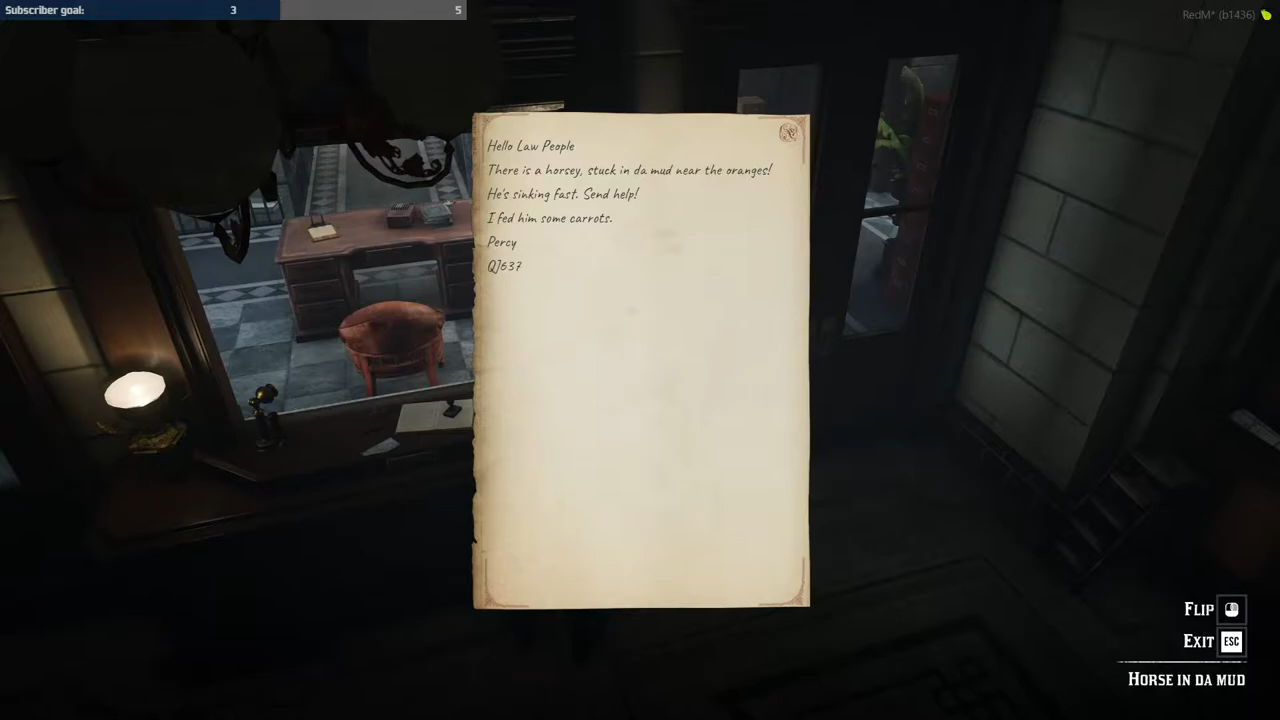 Subscriber goal: 3 5
RedM* (b1436)
Hello Law People
There is a horsey, stuck in da mud near the oranges!
He's sinking fast. Send help!
I fed him some carrots.
Percy
QJ637
FLIP
EXIT ESC
HORSE IN DA MUD